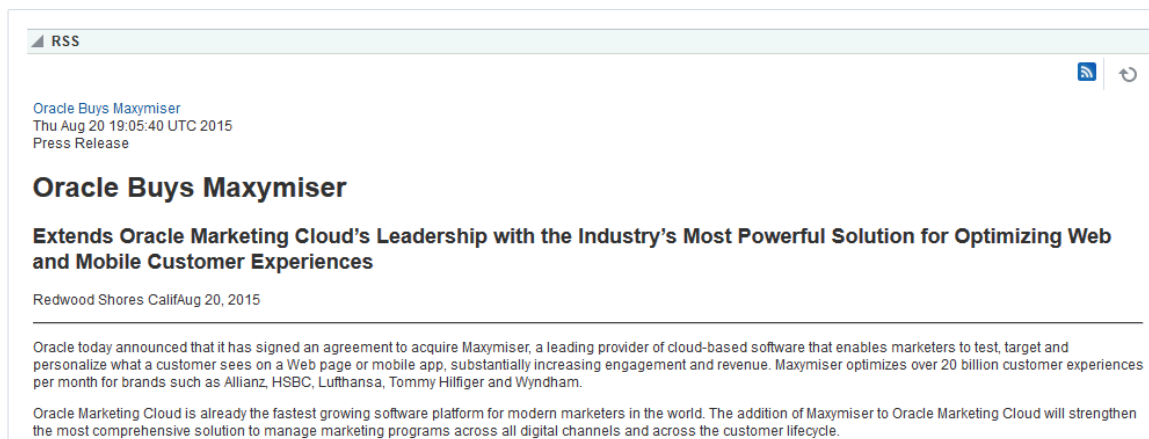 RSS
Oracle Buys Maxymiser
Thu Aug 20 19:05:40 UTC 2015
Press Release
Oracle Buys Maxymiser
Extends Oracle Marketing Cloud’s Leadership with the Industry’s Most Powerful Solution for Optimizing Web
and Mobile Customer Experiences
Redwood Shores CalifAug 20, 2015
Oracle today announced that it has signed an agreement to acquire Maxymiser, a leading provider of cloud-based software that enables marketers to test, target and
personalize what a customer sees on a Web page or mobile app, substantially increasing engagement and revenue. Maxymiser optimizes over 20 billion customer experiences
per month for brands such as Allianz, HSBC, Lufthansa, Tommy Hilfiger and Wyndham.
Oracle Marketing Cloud is already the fastest growing software platform for modern marketers in the world. The addition of Maxymiser to Oracle Marketing Cloud will strengthen
the most comprehensive solution to manage marketing programs across all digital channels and across the customer lifecycle.